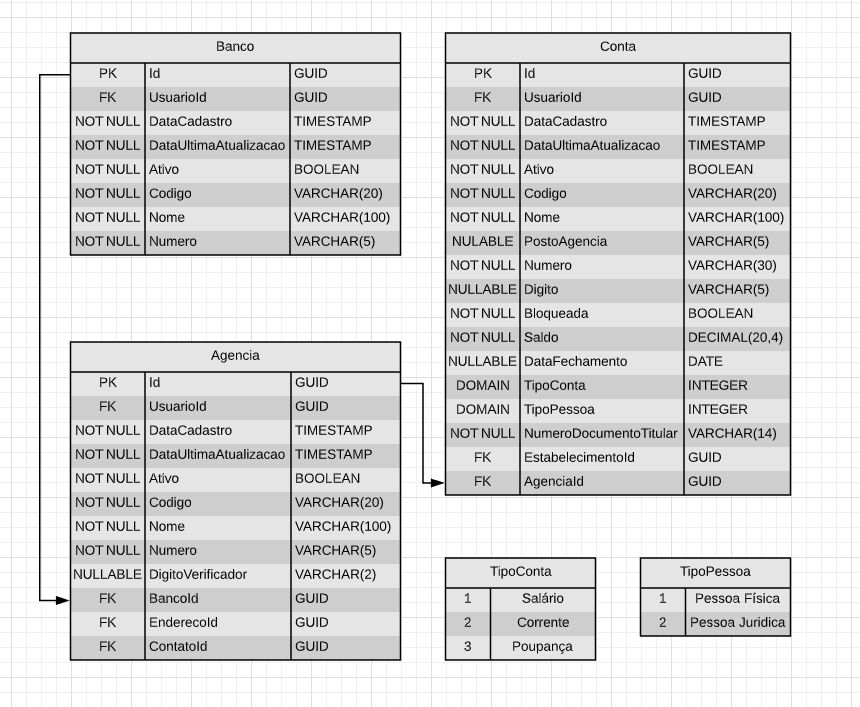 Banco
PK Id GUID
FK UsuarioId GUID
NOT NULL DataCadastro TIMESTAMP
NOT NULL DataUltimaAtualizacao TIMESTAMP
NOT NULL Ativo BOOLEAN
NOT NULL Codigo VARCHAR(20)
NOT NULL Nome VARCHAR(100)
NOT NULL Numero VARCHAR(5)
Agencia
PK Id GUID
FK UsuarioId GUID
NOT NULL DataCadastro TIMESTAMP
NOT NULL DataUltimaAtualizacao TIMESTAMP
NOT NULL Ativo BOOLEAN
NOT NULL Codigo VARCHAR(20)
NOT NULL Nome VARCHAR(100)
NOT NULL Numero VARCHAR(5)
NULLABLE DigitoVerificador VARCHAR(2)
FK BancoId GUID
FK EnderecoId GUID
FK ContatoId GUID
Conta
PK Id GUID
FK UsuarioId GUID
NOT NULL DataCadastro TIMESTAMP
NOT NULL DataUltimaAtualizacao TIMESTAMP
NOT NULL Ativo BOOLEAN
NOT NULL Codigo VARCHAR(20)
NOT NULL Nome VARCHAR(100)
NULABLE PostoAgencia VARCHAR(5)
NOT NULL Numero VARCHAR(30)
NULLABLE Digito VARCHAR(5)
NOT NULL Bloqueada BOOLEAN
NOT NULL Saldo DECIMAL(20,4)
NULLABLE DataFechamento DATE
DOMAIN TipoConta INTEGER
DOMAIN TipoPessoa INTEGER
NOT NULL NumeroDocumentoTitular VARCHAR(14)
FK EstabelecimentoId GUID
FK AgenciaId GUID
TipoConta
1 Salário
2 Corrente
3 Poupança
TipoPessoa
1 Pessoa Física
2 Pessoa Juridica